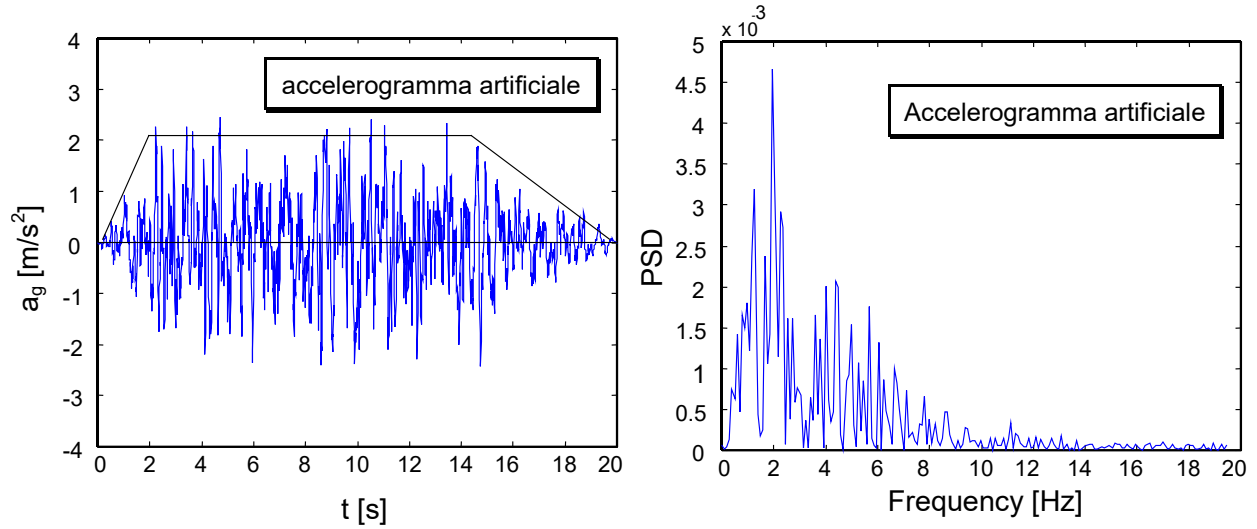 accelerogramma artificiale
a_g [m/s²]
4
3
2
1
0
-1
-2
-3
-4
0 2 4 6 8 10 12 14 16 18 20
t [s]
x 10⁻³
Accelerogramma artificiale
PSD
5
4.5
4
3.5
3
2.5
2
1.5
1
0.5
0
0 2 4 6 8 10 12 14 16 18 20
Frequency [Hz]